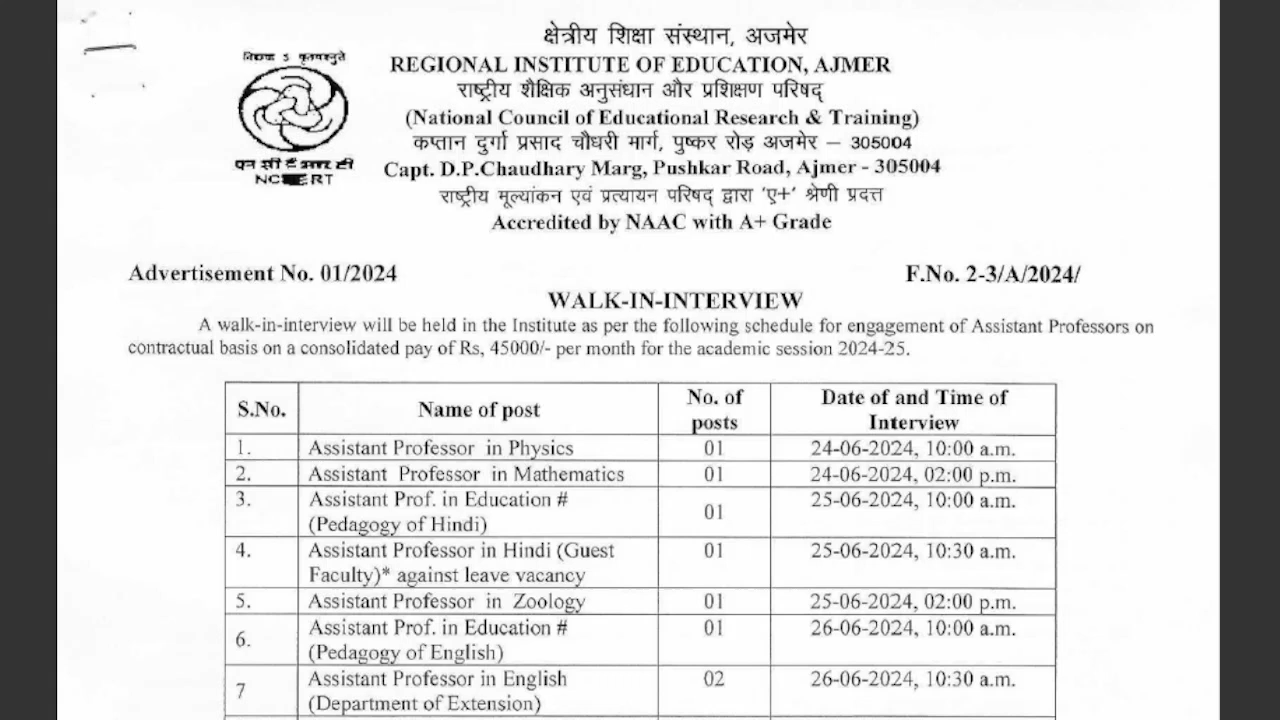 क्षेत्रीय शिक्षा संस्थान, अजमेर
REGIONAL INSTITUTE OF EDUCATION, AJMER
राष्ट्रीय शैक्षिक अनुसंधान और प्रशिक्षण परिषद्
(National Council of Educational Research & Training)
कप्तान दुर्गा प्रसाद चौधरी मार्ग, पुष्कर रोड़ अजमेर – 305004
Capt. D.P.Chaudhary Marg, Pushkar Road, Ajmer - 305004
राष्ट्रीय मूल्यांकन एवं प्रत्यायन परिषद् द्वारा ‘ए+’ श्रेणी प्रदत्त
Accredited by NAAC with A+ Grade
एन सी ई आर टी
NCERT
Advertisement No. 01/2024 F.No. 2-3/A/2024/
WALK-IN-INTERVIEW
A walk-in-interview will be held in the Institute as per the following schedule for engagement of Assistant Professors on
contractual basis on a consolidated pay of Rs, 45000/- per month for the academic session 2024-25.
S.No. Name of post No. of posts Date of and Time of Interview
1. Assistant Professor in Physics 01 24-06-2024, 10:00 a.m.
2. Assistant Professor in Mathematics 01 24-06-2024, 02:00 p.m.
3. Assistant Prof. in Education # 01 25-06-2024, 10:00 a.m.
(Pedagogy of Hindi)
4. Assistant Professor in Hindi (Guest 01 25-06-2024, 10:30 a.m.
Faculty)* against leave vacancy
5. Assistant Professor in Zoology 01 25-06-2024, 02:00 p.m.
6. Assistant Prof. in Education # 01 26-06-2024, 10:00 a.m.
(Pedagogy of English)
7 Assistant Professor in English 02 26-06-2024, 10:30 a.m.
(Department of Extension)